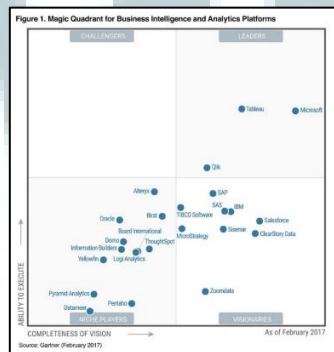 Figure 1. Magic Quadrant for Business Intelligence and Analytics Platforms
CHALLENGERS
LEADERS
Tableau
Microsoft
Qlik
Alteryx
SAP
SAS
IBM
Oracle
Birst
TIBCO Software
Salesforce
Board International
MicroStrategy
Sisense
ClearStory Data
Domo
ThoughtSpot
Information Builders
Yellowfin
Logi Analytics
Pyramid Analytics
Zoomdata
Pentaho
Datameer
ABILITY TO EXECUTE
NICHE PLAYERS
VISIONARIES
COMPLETENESS OF VISION
As of February 2017
Source: Gartner (February 2017)